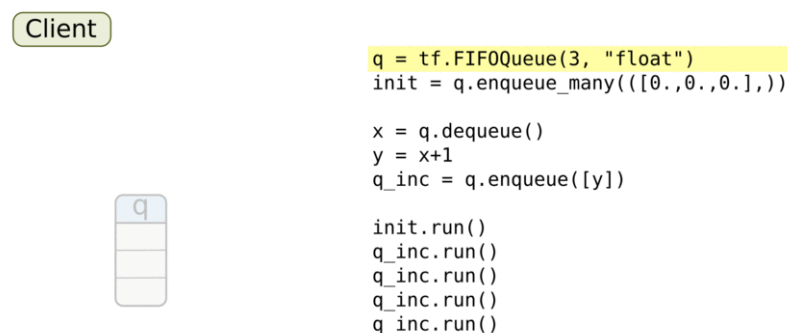 Client
q = tf.FIFOQueue(3, "float")
init = q.enqueue_many(([0.,0.,0.],))
x = q.dequeue()
y = x+1
q_inc = q.enqueue([y])
q
init.run()
q_inc.run()
q_inc.run()
q_inc.run()
q_inc.run()